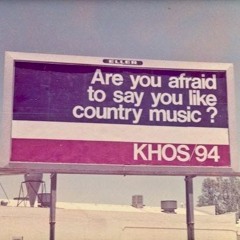 ELLER
Are you afraid
to say you like
country music ?
KHOS/94